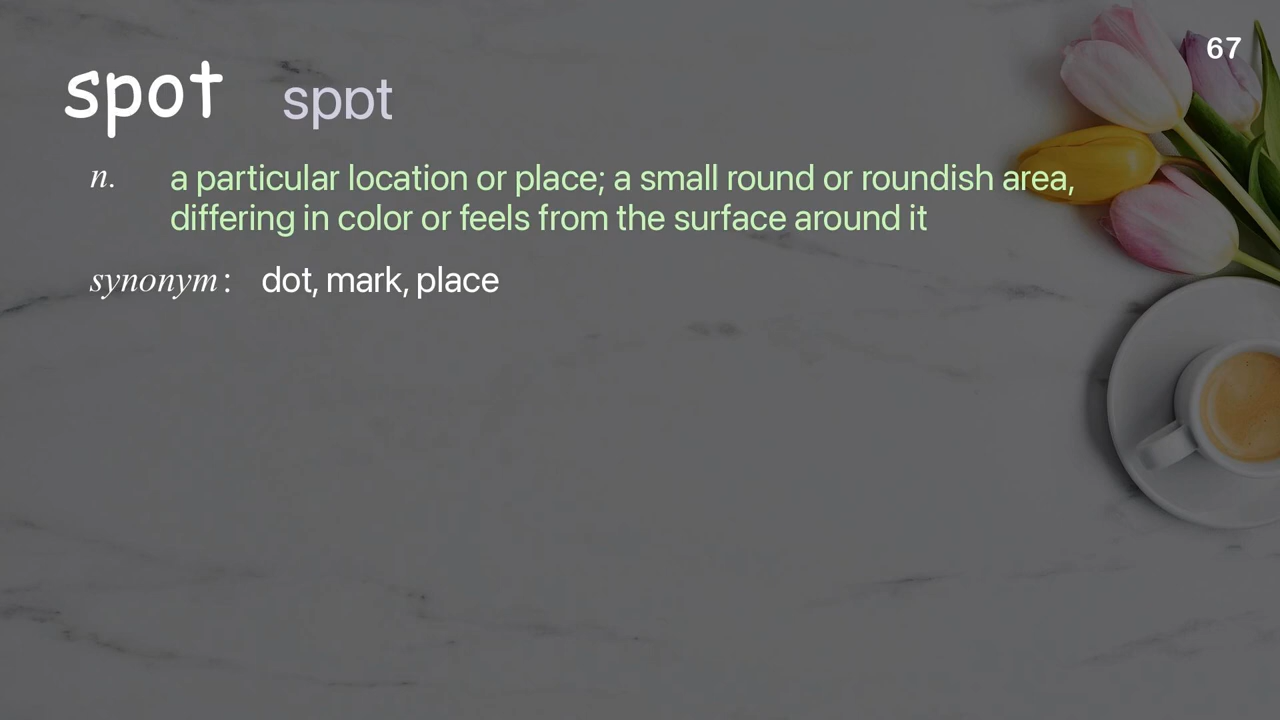 67
spot spɒt
n. a particular location or place; a small round or roundish area,
differing in color or feels from the surface around it
synonym: dot, mark, place